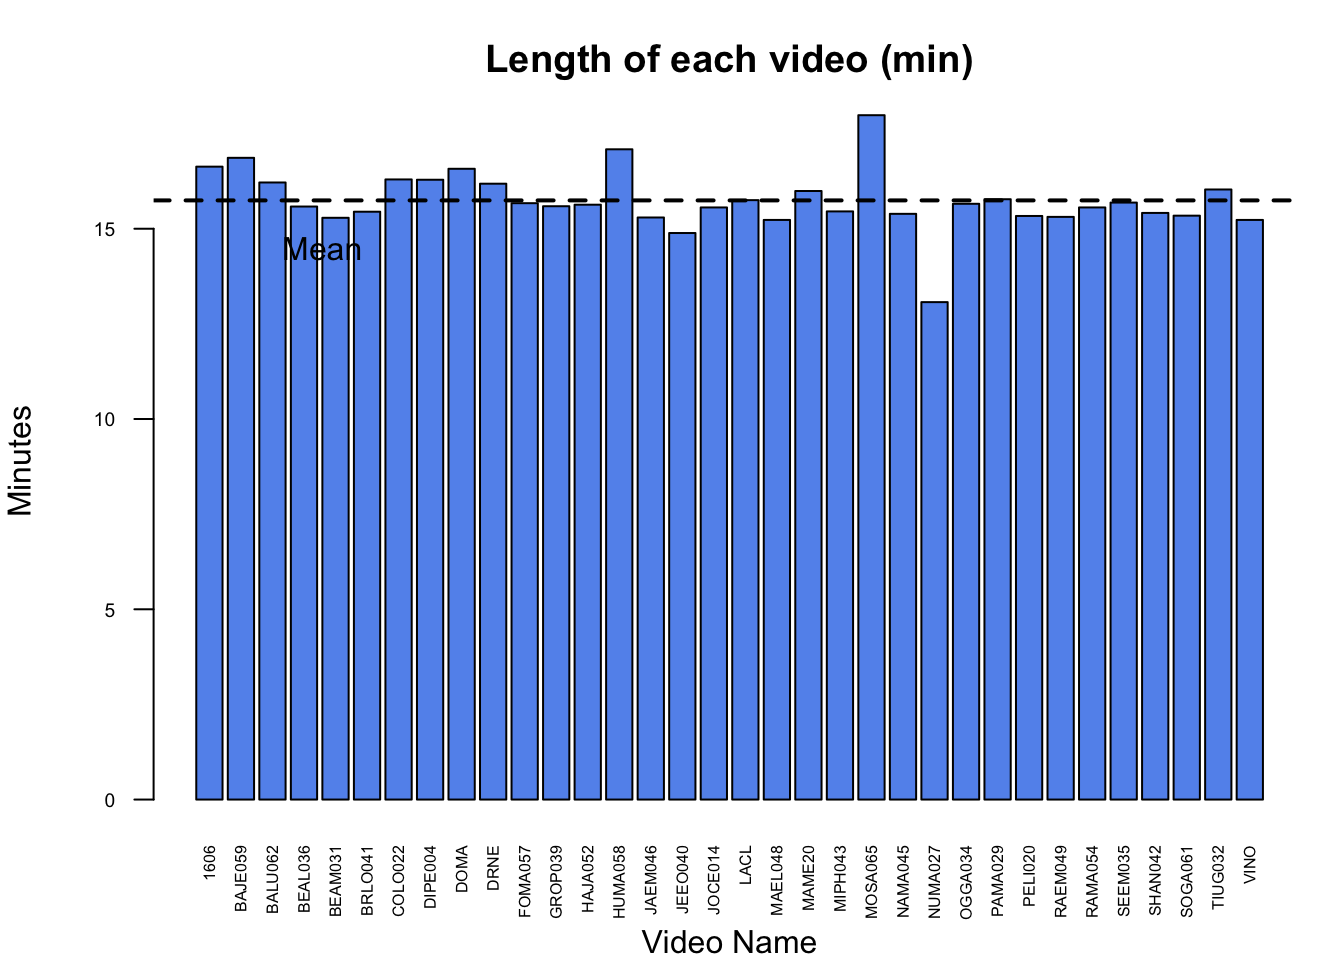 Length of each video (min)
Minutes
15
10
5
0
Mean
1606
BAJE059
BALU062
BEAL036
BEAM031
BRLO041
COLO022
DIPE004
DOMA
DRNE
FOMA057
GROP039
HAJA052
HUMA058
JAEM046
JEEO040
JOCE014
LACL
MAEL048
MAME20
MIPH043
MOSA065
NAMA045
NUMA027
OGGA034
PAMA029
PELI020
RAEM049
RAMA054
SEEM035
SHAN042
SOGA061
TIUG032
VINO
Video Name